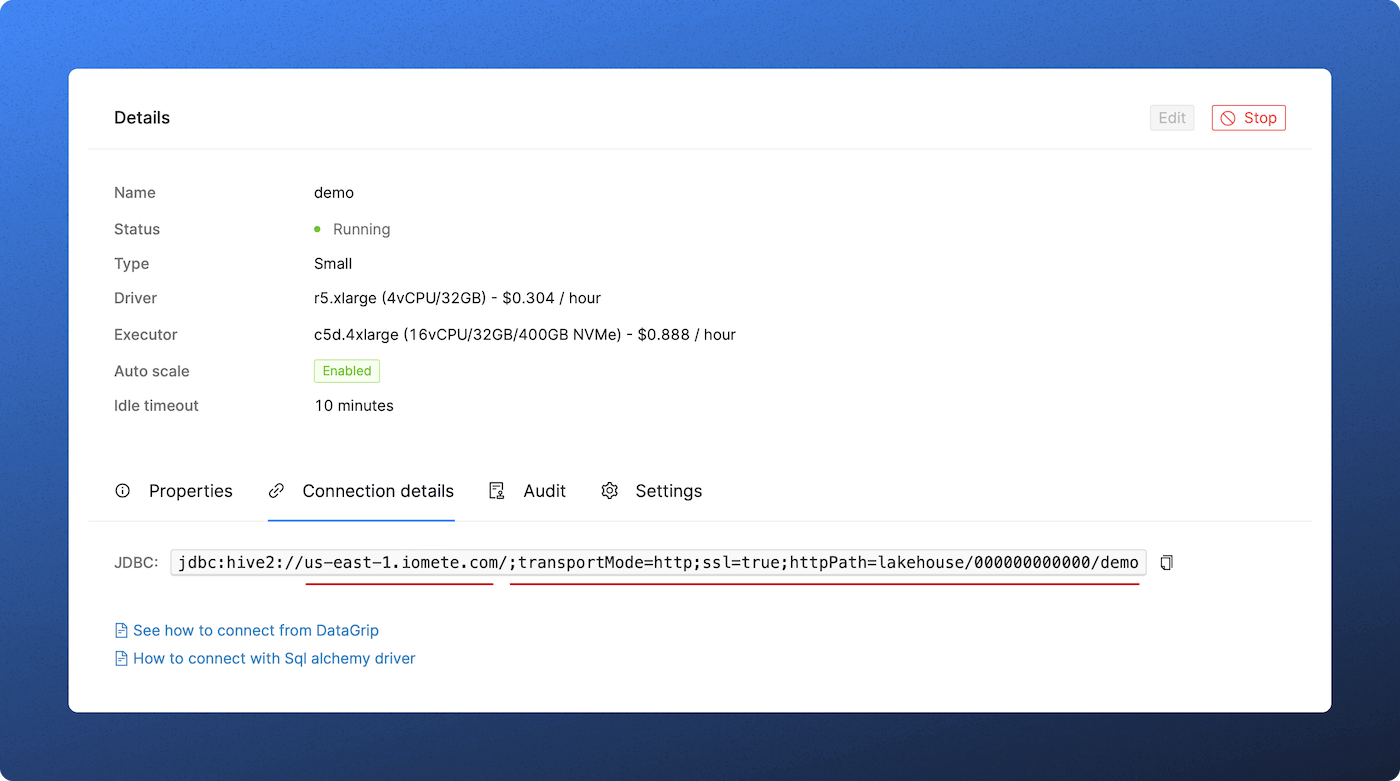 Details
Edit
Stop
Name demo
Status Running
Type Small
Driver r5.xlarge (4vCPU/32GB) - $0.304 / hour
Executor c5d.4xlarge (16vCPU/32GB/400GB NVMe) - $0.888 / hour
Auto scale Enabled
Idle timeout 10 minutes
Properties Connection details Audit Settings
JDBC: jdbc:hive2://us-east-1.iomete.com/;transportMode=http;ssl=true;httpPath=lakehouse/000000000000/demo
See how to connect from DataGrip
How to connect with Sql alchemy driver